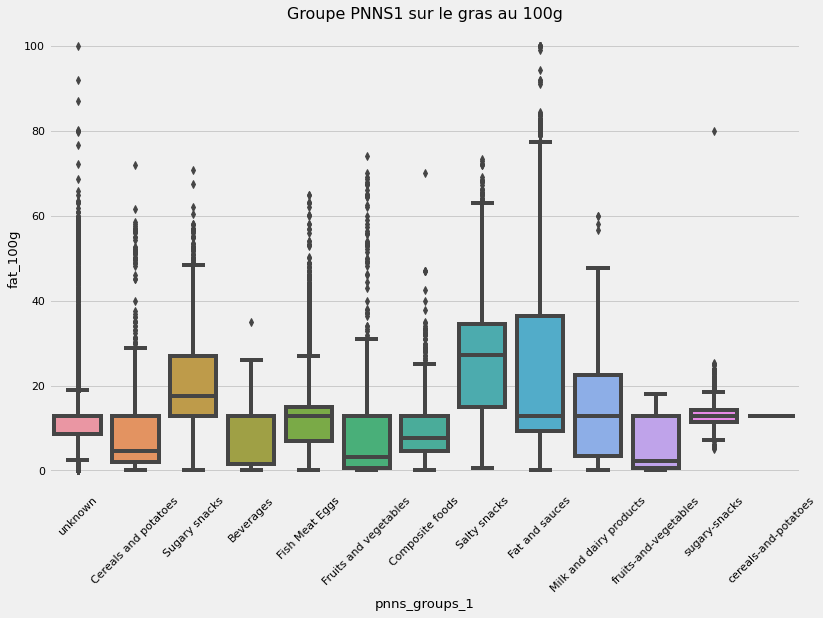 Groupe PNNS1 sur le gras au 100g
100
80
60
40
20
0
fat_100g
unknown
Cereals and potatoes
Sugary snacks
Beverages
Fish Meat Eggs
Fruits and vegetables
Composite foods
Salty snacks
Fat and sauces
Milk and dairy products
fruits-and-vegetables
sugary-snacks
cereals-and-potatoes
pnns_groups_1